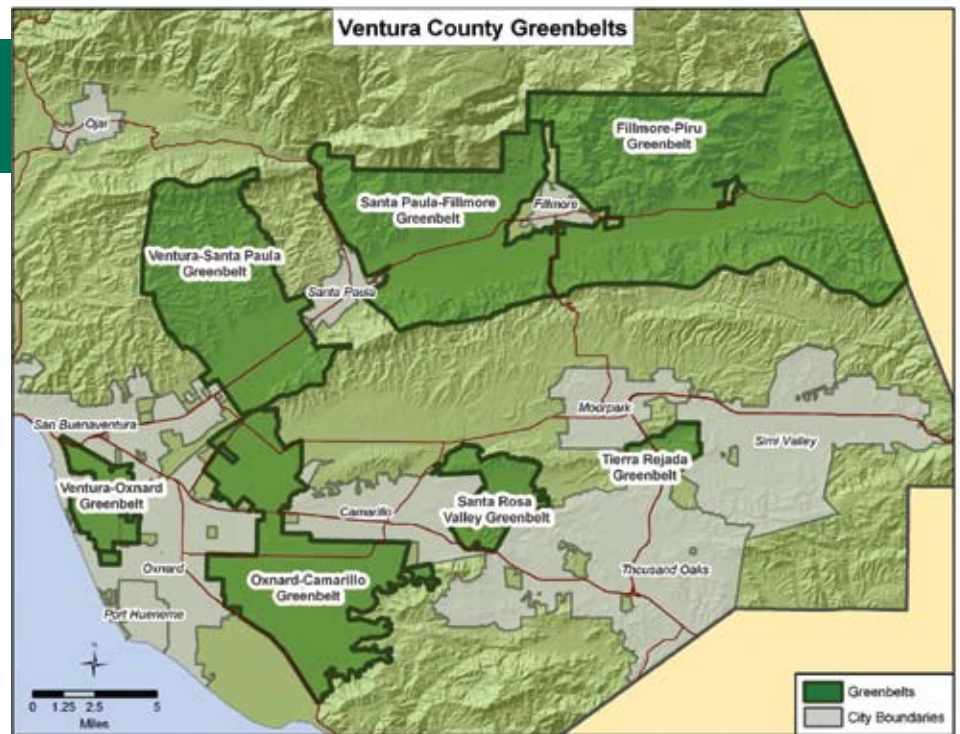 Ventura County Greenbelts
Ojai
Fillmore-Piru
Greenbelt
Santa Paula-Fillmore
Greenbelt
Fillmore
Ventura-Santa Paula
Greenbelt
Santa Paula
San Buenaventura
Moorpark
Simi Valley
Tierra Rejada
Greenbelt
Ventura-Oxnard
Greenbelt
Camarillo
Santa Rosa
Valley Greenbelt
Oxnard
Oxnard-Camarillo
Greenbelt
Thousand Oaks
Port Hueneme
0 1.25 2.5 5
Miles
Greenbelts
City Boundaries